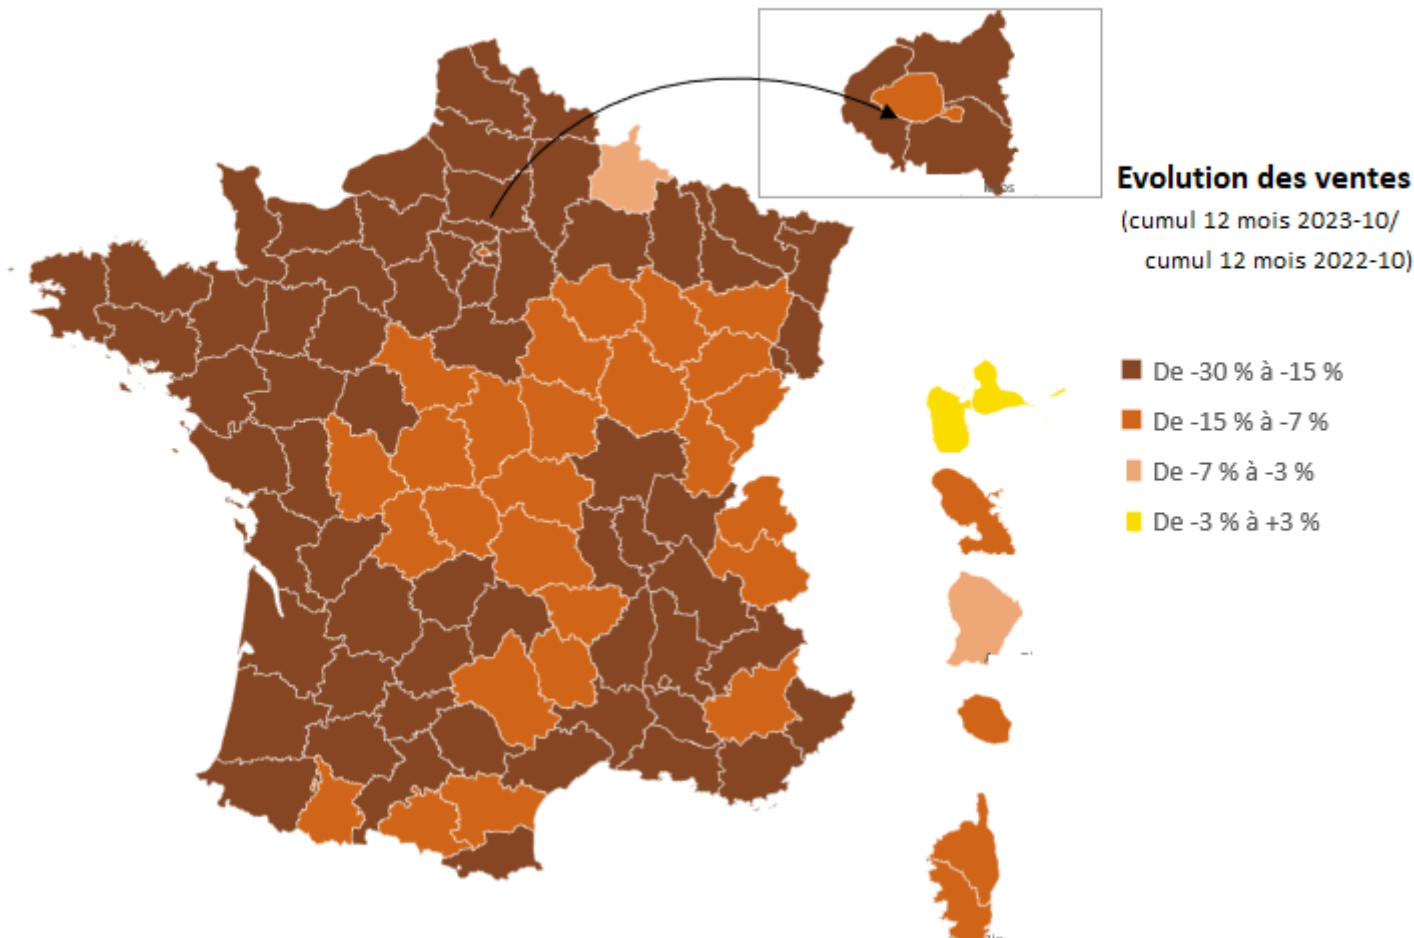 Evolution des ventes
(cumul 12 mois 2023-10/
cumul 12 mois 2022-10)
De -30 % à -15 %
De -15 % à -7 %
De -7 % à -3 %
De -3 % à +3 %